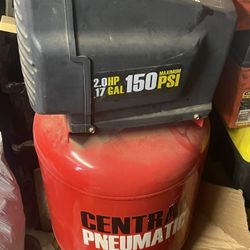 2.0HP
17 GAL
150 MAXIMUM PSI
CENTRAL
PNEUMATIC